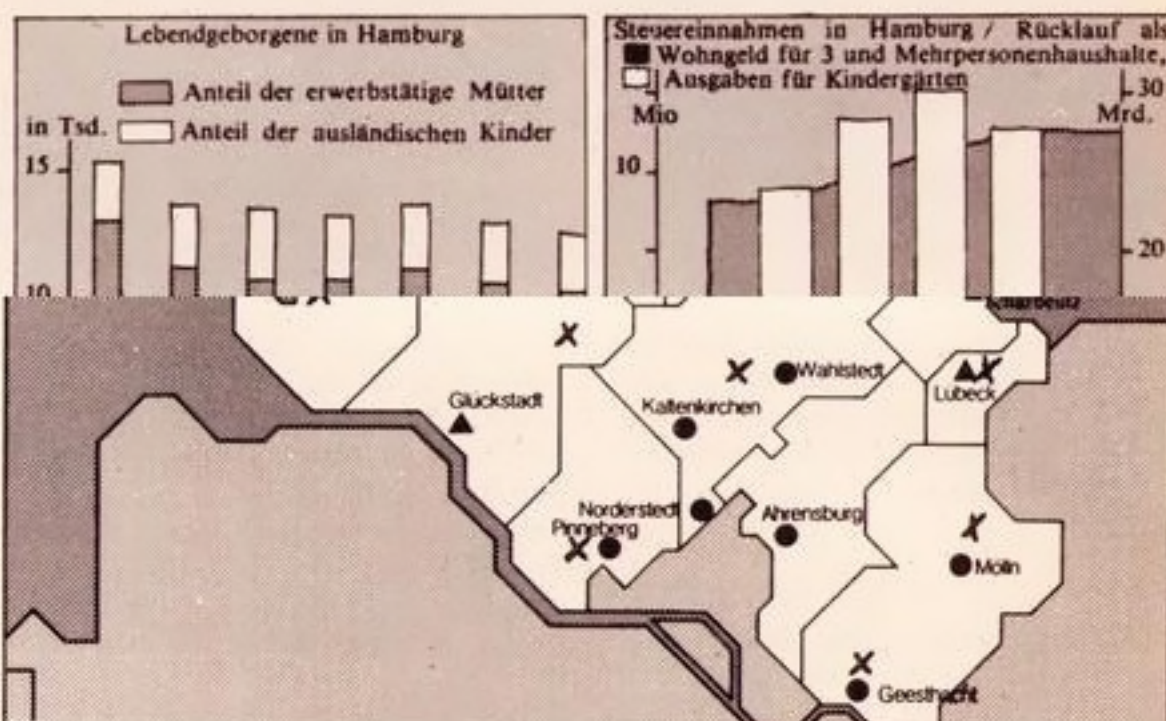 Lebendgeborgene in Hamburg
Anteil der erwerbstätige Mütter
in Tsd.
Anteil der ausländischen Kinder
15
10
Steuereinnahmen in Hamburg / Rücklauf als
Wohngeld für 3 und Mehrpersonenhaushalte,
Ausgaben für Kindergärten
30
Mio
Mrd.
10
20
Wahlstedt
Lubeck
Glückstadt
Kaltenkirchen
Norderstedt
Ahrensburg
Pinneberg
Mölln
Geesthacht